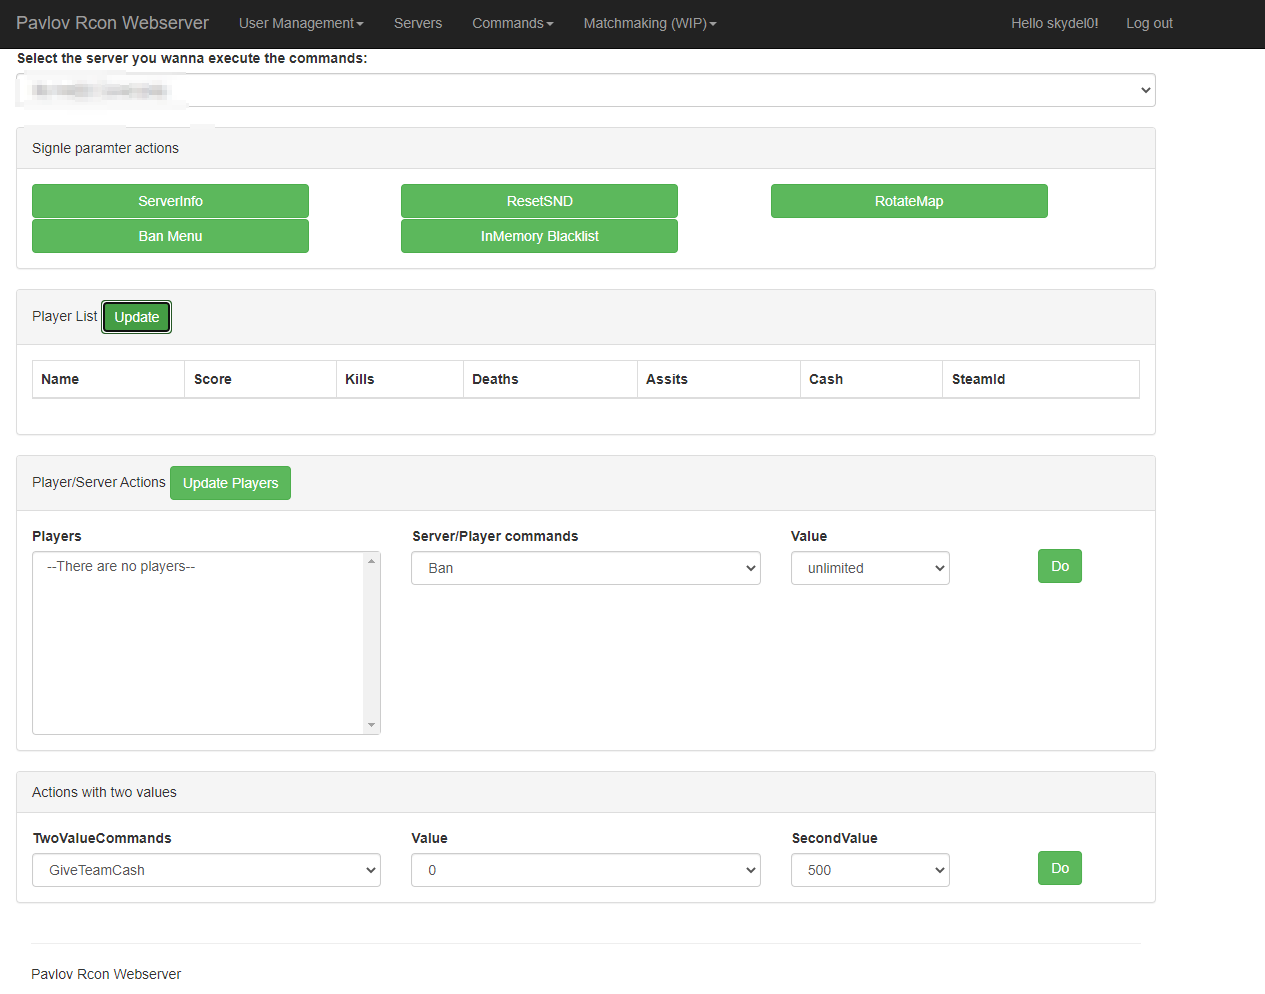 Pavlov Rcon Webserver User Management Servers Commands Matchmaking (WIP) Hello skydel0! Log out
Select the server you wanna execute the commands:
Signle paramter actions
ServerInfo ResetSND RotateMap
Ban Menu InMemory Blacklist
Player List Update
Name Score Kills Deaths Assits Cash SteamId
Player/Server Actions Update Players
Players Server/Player commands Value
--There are no players-- Ban unlimited Do
Actions with two values
TwoValueCommands Value SecondValue
GiveTeamCash 0 500 Do
Pavlov Rcon Webserver